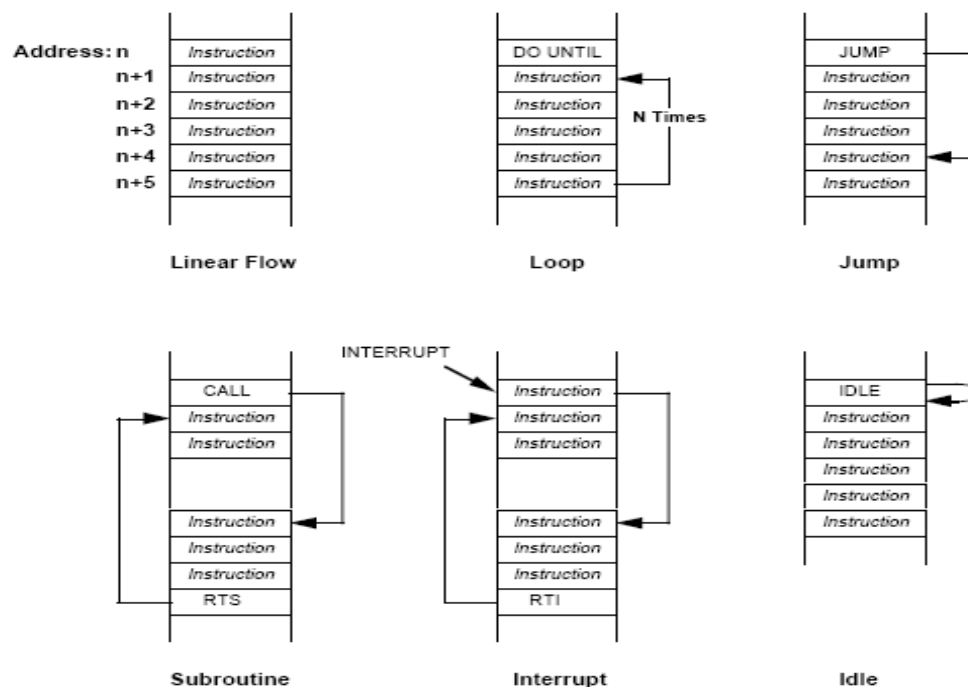 Address: n Instruction DO UNTIL JUMP
n+1 Instruction Instruction Instruction
n+2 Instruction Instruction Instruction
n+3 Instruction N Times Instruction Instruction
n+4 Instruction Instruction Instruction
n+5 Instruction Instruction Instruction
Linear Flow Loop Jump
INTERRUPT
CALL Instruction IDLE
Instruction Instruction Instruction
Instruction Instruction Instruction
Instruction
Instruction
Instruction Instruction Instruction
Instruction Instruction
Instruction Instruction
RTS RTI
Subroutine Interrupt Idle